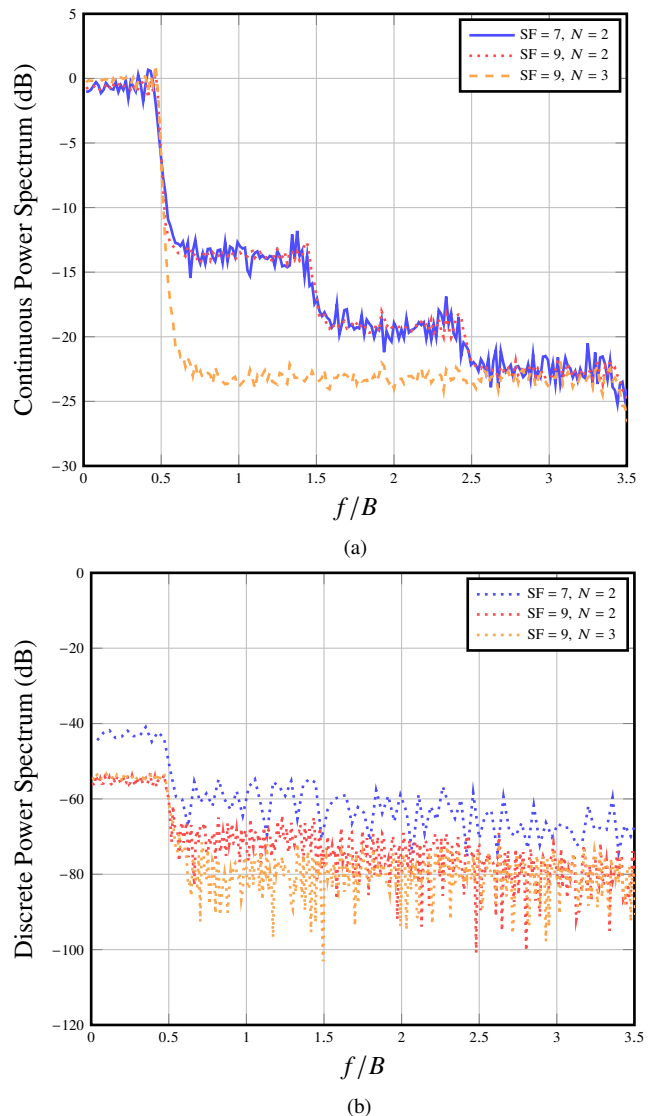 SF = 7, N = 2
SF = 9, N = 2
SF = 9, N = 3
Continuous Power Spectrum (dB)
5
0
−5
−10
−15
−20
−25
−30
0 0.5 1 1.5 2 2.5 3 3.5
f/B
(a)
SF = 7, N = 2
SF = 9, N = 2
SF = 9, N = 3
Discrete Power Spectrum (dB)
0
−20
−40
−60
−80
−100
−120
0 0.5 1 1.5 2 2.5 3 3.5
f/B
(b)